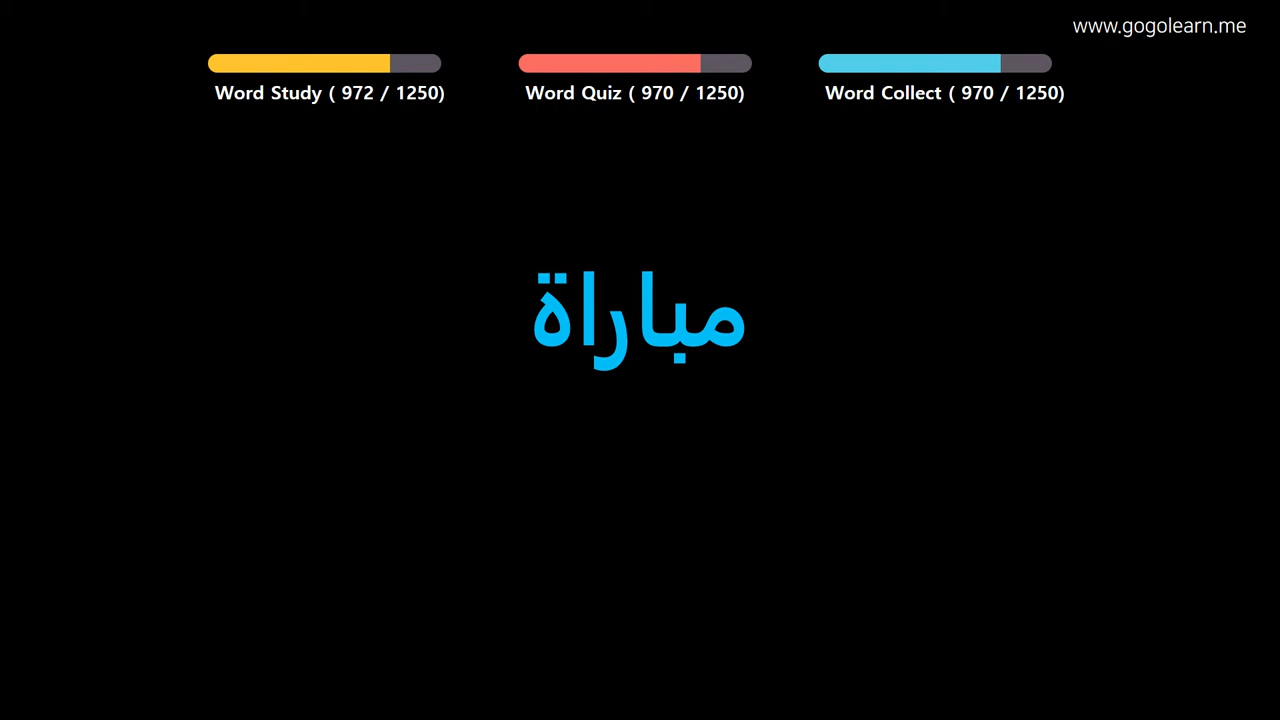 www.gogolearn.me
Word Study ( 972 / 1250)
Word Quiz ( 970 / 1250)
Word Collect ( 970 / 1250)
مباراة